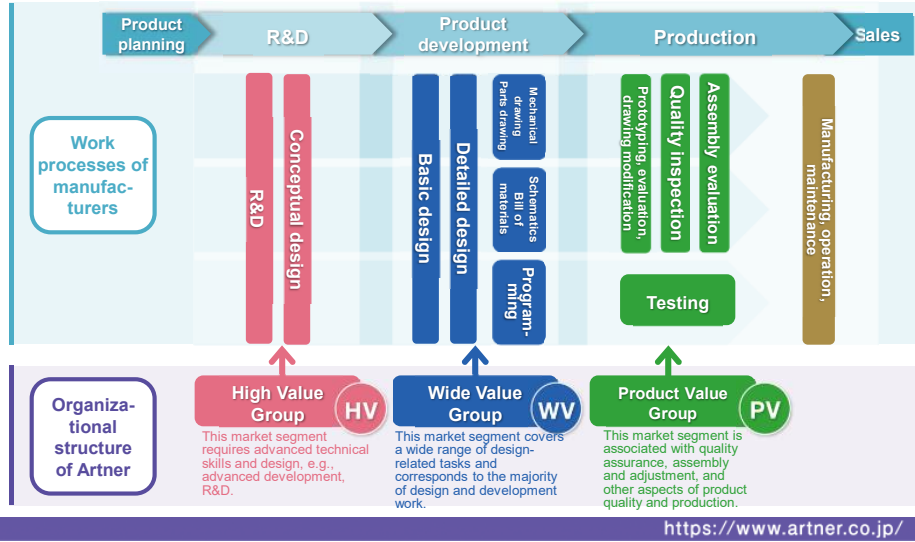 Product
planning
R&D
Product
development
Production
Sales
Work
processes of
manufac-
turers
R&D
Conceptual design
Basic design
Detailed design
Mechanical
drawing
Parts drawing
Schematics
Bill of
materials
Program-
ming
Prototyping, evaluation,
drawing modification
Quality inspection
Assembly evaluation
Testing
Manufacturing, operation,
maintenance
Organiza-
tional
structure
of Artner
High Value
Group
HV
This market segment
requires advanced technical
skills and design, e.g.,
advanced development,
R&D.
Wide Value
Group
WV
This market segment covers
a wide range of design-
related tasks and
corresponds to the majority
of design and development
work.
Product Value
Group
PV
This market segment is
associated with quality
assurance, assembly
and adjustment, and
other aspects of product
quality and production.
https://www.artner.co.jp/